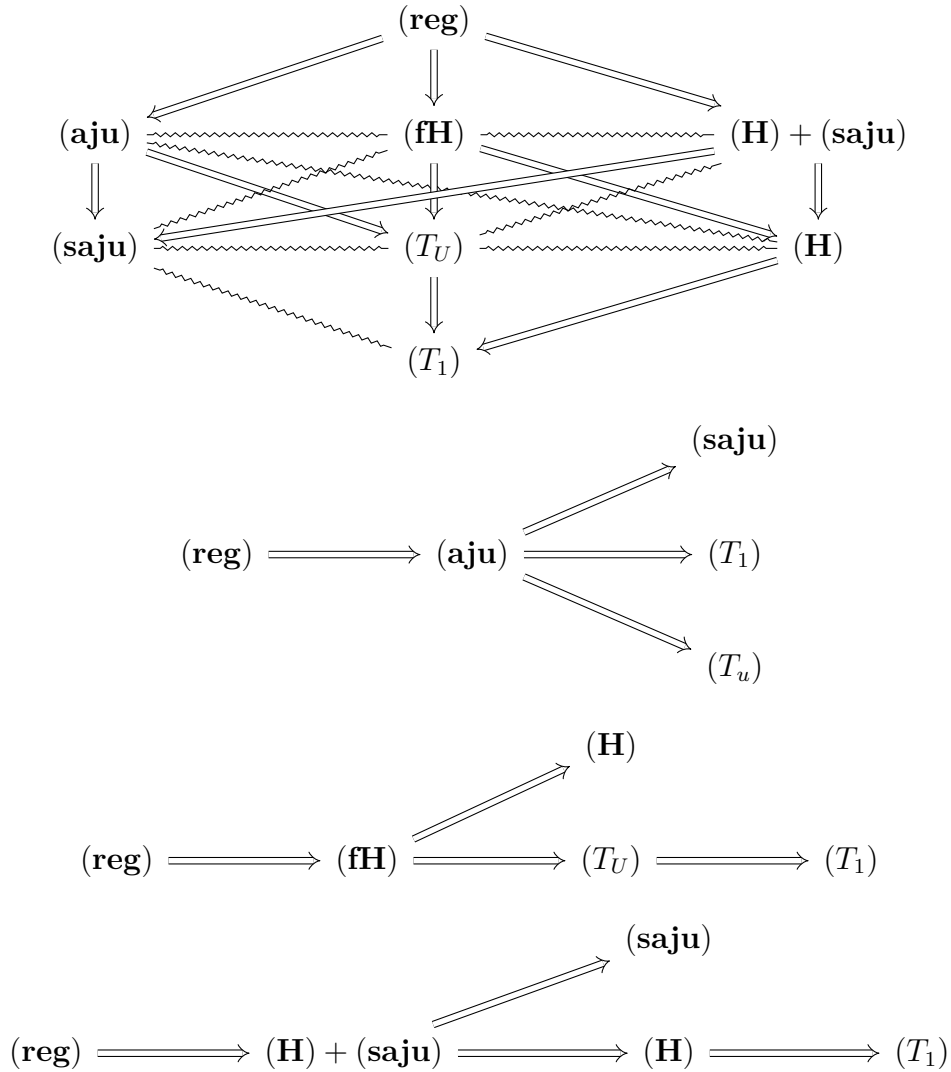 (reg)
(aju) (fH) (H) + (saju)
(saju) (T_U) (H)
(T_1)
(saju)
(reg) (aju) (T_1)
(T_u)
(H)
(reg) (fH) (T_U) (T_1)
(saju)
(reg) (H) + (saju) (H) (T_1)